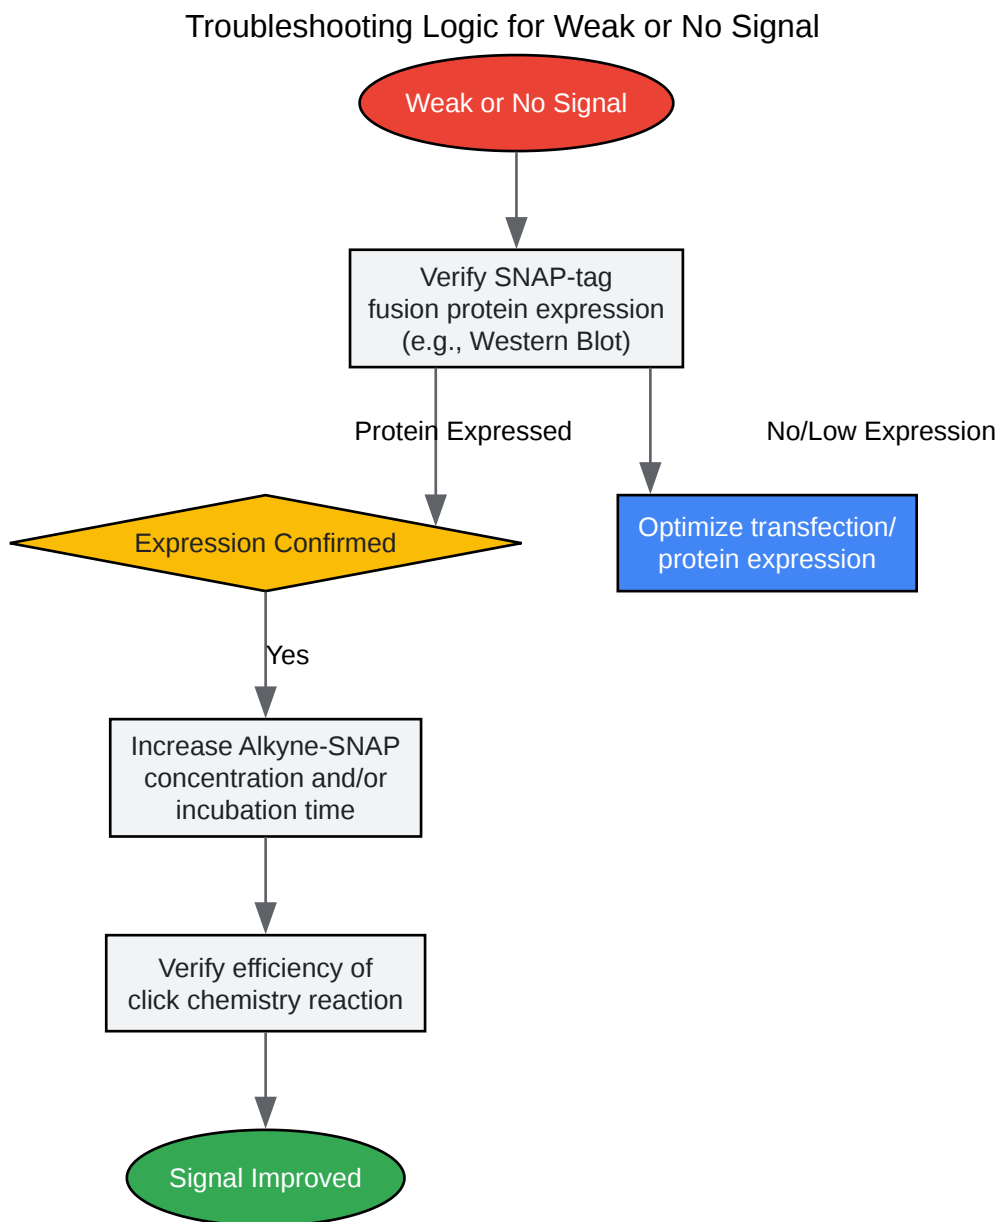 Troubleshooting Logic for Weak or No Signal
Weak or No Signal
Verify SNAP-tag
fusion protein expression
(e.g., Western Blot)
Protein Expressed
No/Low Expression
Expression Confirmed
Optimize transfection/
protein expression
Yes
Increase Alkyne-SNAP
concentration and/or
incubation time
Verify efficiency of
click chemistry reaction
Signal Improved